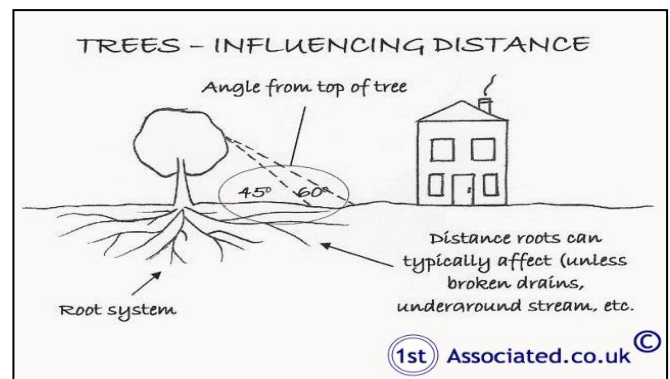 TREES – INFLUENCING DISTANCE
Angle from top of tree
45° 60°
Distance roots can
typically affect (unless
broken drains,
underground stream, etc.
Root system
1st Associated.co.uk ©